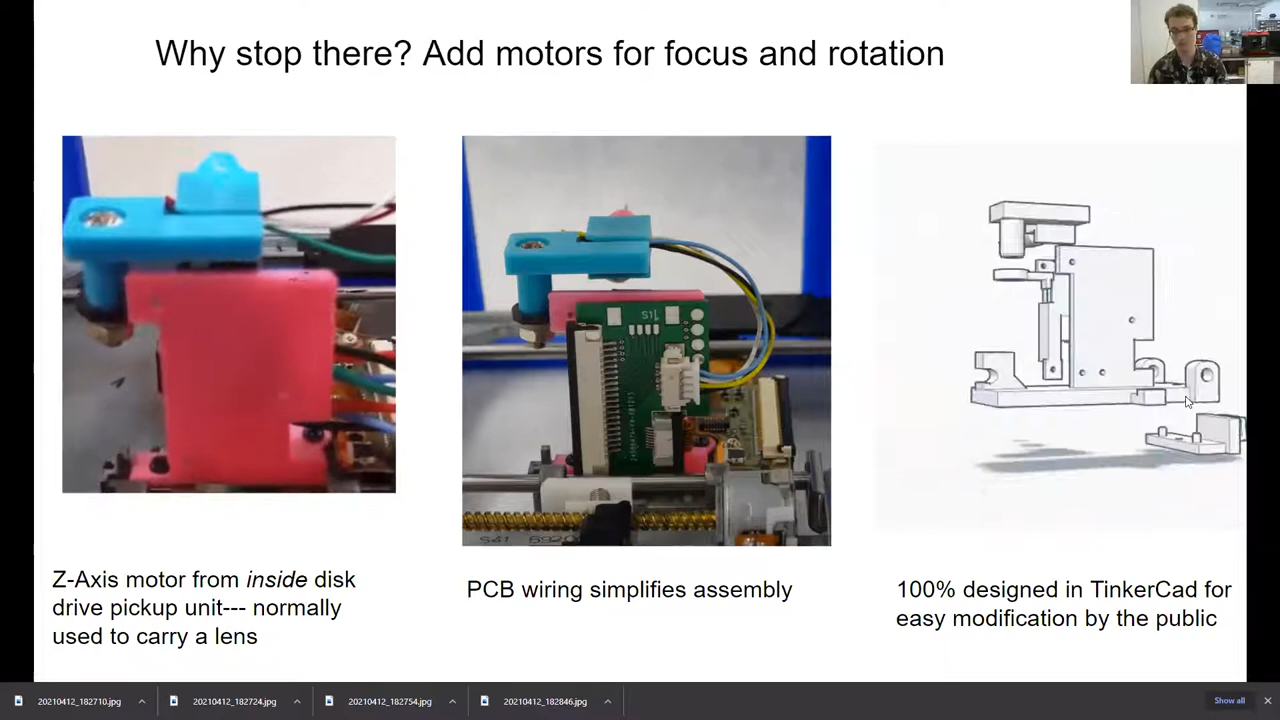 Why stop there? Add motors for focus and rotation
Z-Axis motor from inside disk
drive pickup unit--- normally
used to carry a lens
PCB wiring simplifies assembly
100% designed in TinkerCad for
easy modification by the public
20210412_182710.jpg
20210412_182724.jpg
20210412_182754.jpg
20210412_182846.jpg
Show all